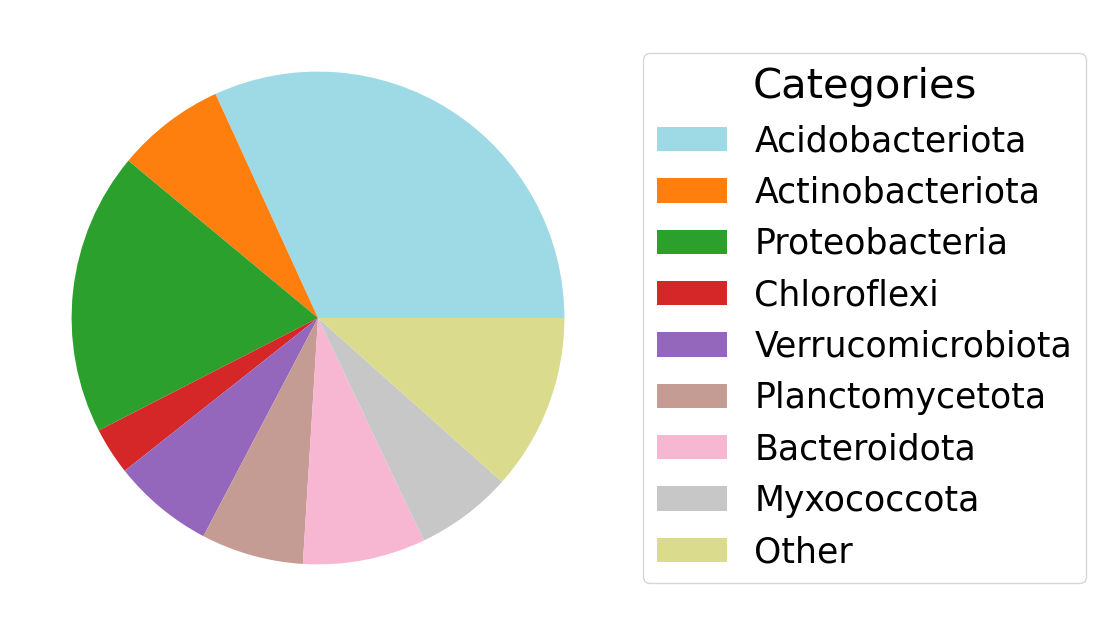 Categories
Acidobacteriota
Actinobacteriota
Proteobacteria
Chloroflexi
Verrucomicrobiota
Planctomycetota
Bacteroidota
Myxococcota
Other